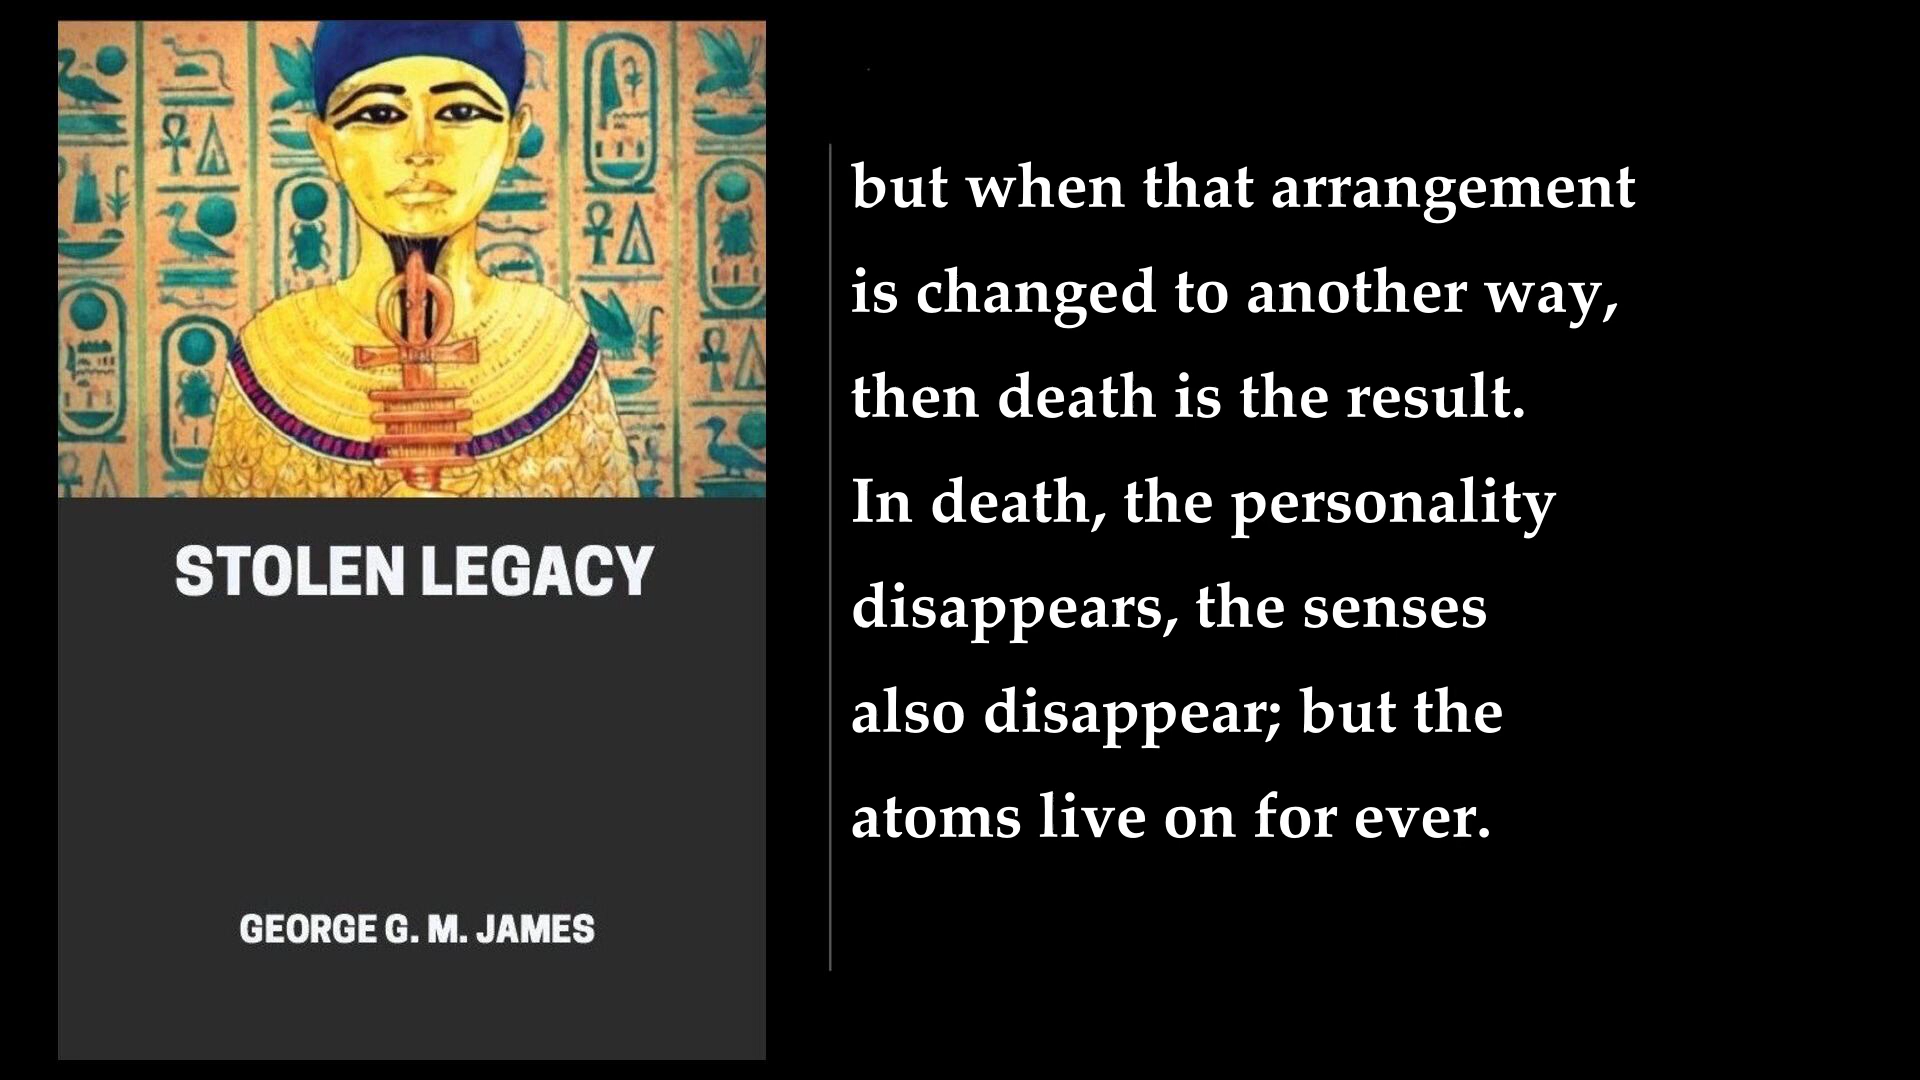 STOLEN LEGACY
GEORGE G. M. JAMES
but when that arrangement
is changed to another way,
then death is the result.
In death, the personality
disappears, the senses
also disappear; but the
atoms live on for ever.